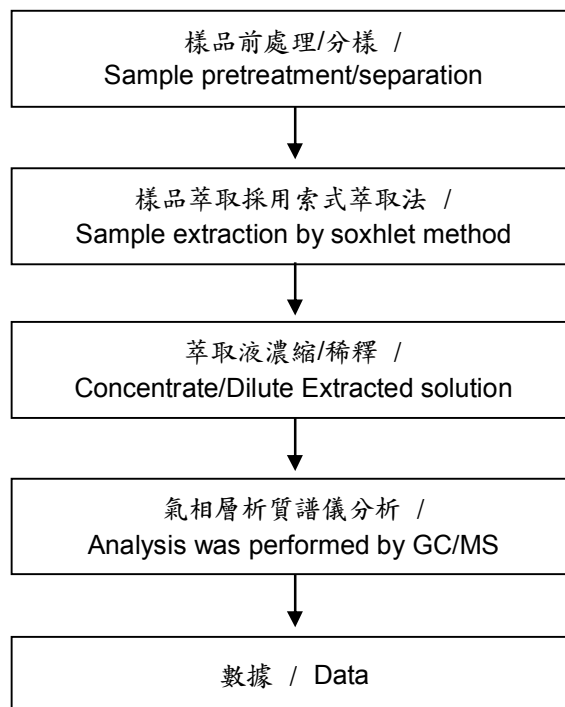 樣品前處理/分樣 /
Sample pretreatment/separation
樣品萃取採用索式萃取法 /
Sample extraction by soxhlet method
萃取液濃縮/稀釋 /
Concentrate/Dilute Extracted solution
氣相層析質譜儀分析 /
Analysis was performed by GC/MS
數據 / Data